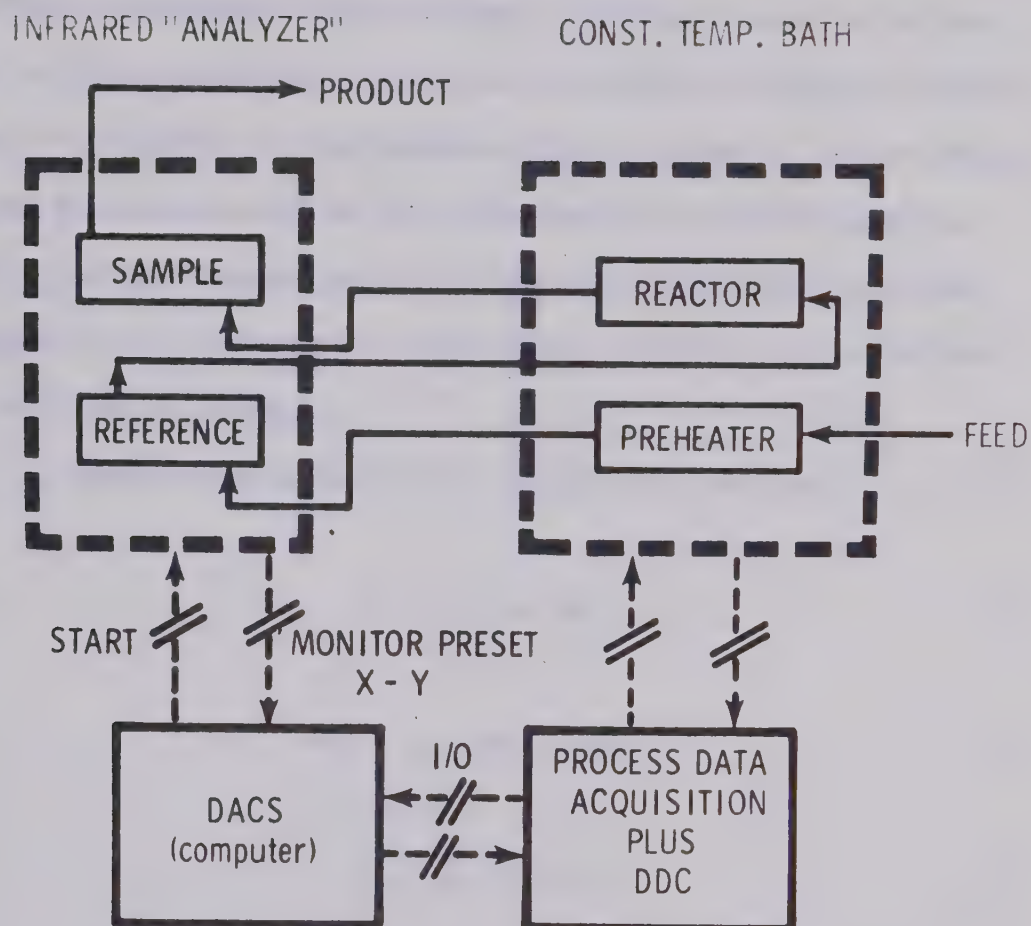 INFRARED "ANALYZER"
CONST. TEMP. BATH
PRODUCT
SAMPLE
REACTOR
REFERENCE
PREHEATER
FEED
START
MONITOR PRESET
X - Y
I/O
DACS
(computer)
PROCESS DATA
ACQUISITION
PLUS
DDC